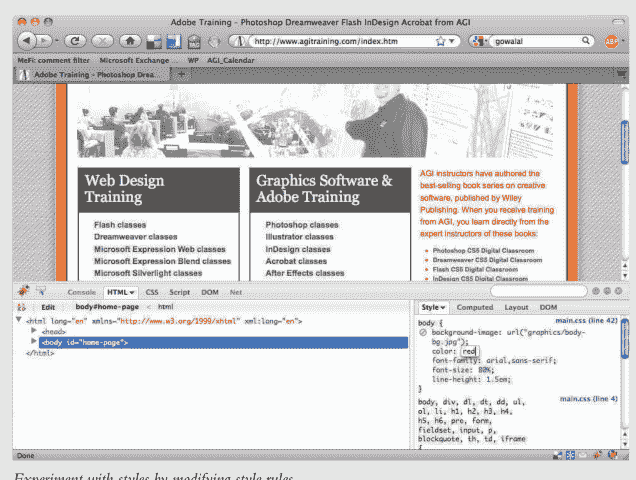 Adobe Training - Photoshop Dreamweaver Flash InDesign Acrobat from AGI
http://www.agitraining.com/index.htm
gowalal
ABP
MeFi: comment filter Microsoft Exchange ... WP AGI_Calendar
Adobe Training - Photoshop Drea...
Web Design
Training
Flash classes
Dreamweaver classes
Microsoft Expression Web classes
Microsoft Expression Blend classes
Microsoft Silverlight classes
Graphics Software &
Adobe Training
Photoshop classes
Illustrator classes
InDesign classes
Acrobat classes
After Effects classes
AGI instructors have authored the
best-selling book series on creative
software, published by Wiley
Publishing. When you receive training
from AGI, you learn directly from the
expert instructors of these books:
Photoshop CS5 Digital Classroom
Dreamweaver CS5 Digital Classroom
Flash CS5 Digital Classroom
InDesign CS5 Digital Classroom
Console HTML CSS Script DOM Net
Edit body#home-page < html
<html lang="en" xmlns="http://www.w3.org/1999/xhtml" xml:lang="en">
<head>
<body id="home-page">
</html>
Style Computed Layout DOM
body { main.css (line 42)
background-image: url("graphics/body-
bg.jpg");
color: red
font-family: arial,sans-serif;
font-size: 80%;
line-height: 1.5em;
}
body, div, dl, dt, dd, ul, main.css (line 4)
ol, li, h1, h2, h3, h4,
h5, h6, pre, form,
fieldset, input, p,
blockquote, th, td, iframe
{
Done
Experiment with styles by modifying style rules